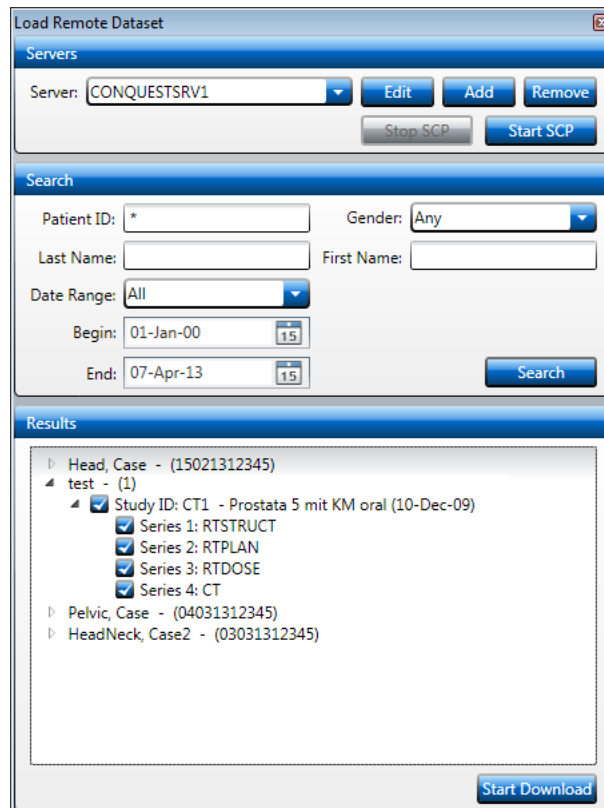 Load Remote Dataset
Servers
Server: CONQUESTSRV1 Edit Add Remove
Stop SCP Start SCP
Search
Patient ID: * Gender: Any
Last Name: First Name:
Date Range: All
Begin: 01-Jan-00 15
End: 07-Apr-13 15 Search
Results
Head, Case - (15021312345)
test - (1)
Study ID: CT1 - Prostata 5 mit KM oral (10-Dec-09)
Series 1: RTSTRUCT
Series 2: RTPLAN
Series 3: RTDOSE
Series 4: CT
Pelvic, Case - (04031312345)
HeadNeck, Case2 - (03031312345)
Start Download